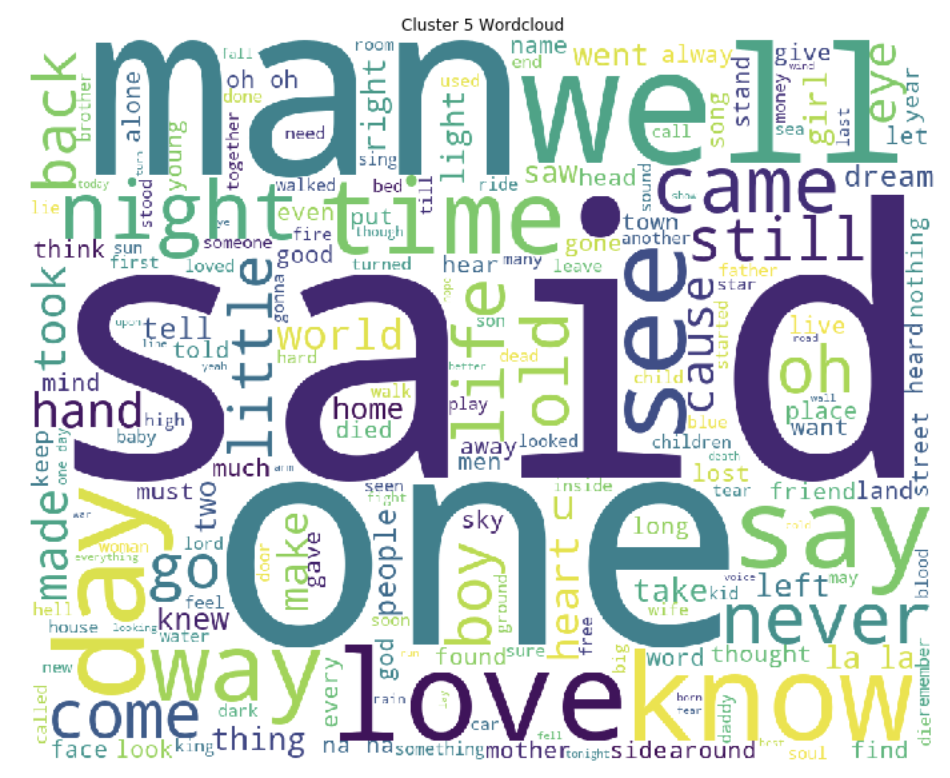 Cluster 5 Wordcloud
man
well
fall
room
name
end
went
alway
give
wind
eye
back
brother
alone
oh oh
done
need
right
sing
used
light
call
song
stand
money
sea
girl
last
let
year
turn
young
together
today
stood
walked
bed
till
ride
saw
head
sound
show
came
dream
night
time
lie
even
put
though
fire
good
someone
town
another
gone
still
think
sun
first
loved
turned
hear
many
leave
father
star
nothing
took
said
little
gonna
world
hard
life
son
old
see
cause
started
upon
tell
line
told
yeah
dead
better
child
live
road
oh
wall
place
want
heard
mind
hand
high
baby
home
walk
died
play
away
looked
men
blue
children
death
street
keep
one day
much
arm
must
two
seen
fight
inside
lost
tear
friend
land
made
war
day
one
say
woman
everything
lord
go
door
make
gave
people
sky
boy
ground
heart
u
long
cold
take
kid
voice
left
may
blood
hell
house
looking
feel
knew
water
soon
god
free
wife
never
new
way
every
run
found
sure
big
word
thought
la la
remember
called
come
dark
love
rain
lay
know
born
fear
daddy
die
face
look
king
thing
na na
something
car
fell
mother
tonight
side
around
best
soul
find